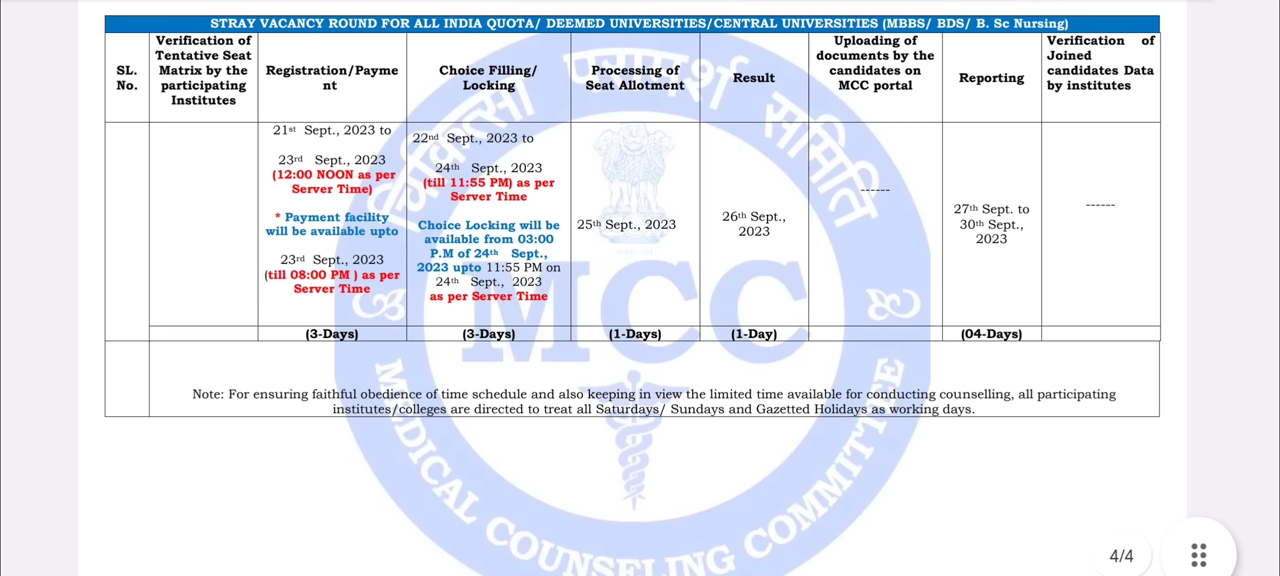 STRAY VACANCY ROUND FOR ALL INDIA QUOTA/ DEEMED UNIVERSITIES/CENTRAL UNIVERSITIES (MBBS/ BDS/ B. Sc Nursing)
SL.
No.
Verification of
Tentative Seat
Matrix by the
participating
Institutes
Registration/Payme
nt
Choice Filling/
Locking
Processing of
Seat Allotment
Result
Uploading of
documents by the
candidates on
MCC portal
Reporting
Verification of
Joined
candidates Data
by institutes
21st Sept., 2023 to
23rd Sept., 2023
(12:00 NOON as per
Server Time)
* Payment facility
will be available upto
23rd Sept., 2023
(till 08:00 PM ) as per
Server Time
22nd Sept., 2023 to
24th Sept., 2023
(till 11:55 PM) as per
Server Time
Choice Locking will be
available from 03:00
P.M of 24th Sept.,
2023 upto 11:55 PM on
24th Sept., 2023
as per Server Time
25th Sept., 2023
26th Sept.,
2023
------
27th Sept. to
30th Sept.,
2023
------
(3-Days)
(3-Days)
(1-Days)
(1-Day)
(04-Days)
Note: For ensuring faithful obedience of time schedule and also keeping in view the limited time available for conducting counselling, all participating
institutes/colleges are directed to treat all Saturdays/ Sundays and Gazetted Holidays as working days.
चिकित्सा परामर्श समिति
MCC
MEDICAL COUNSELING COMMITTEE
4/4